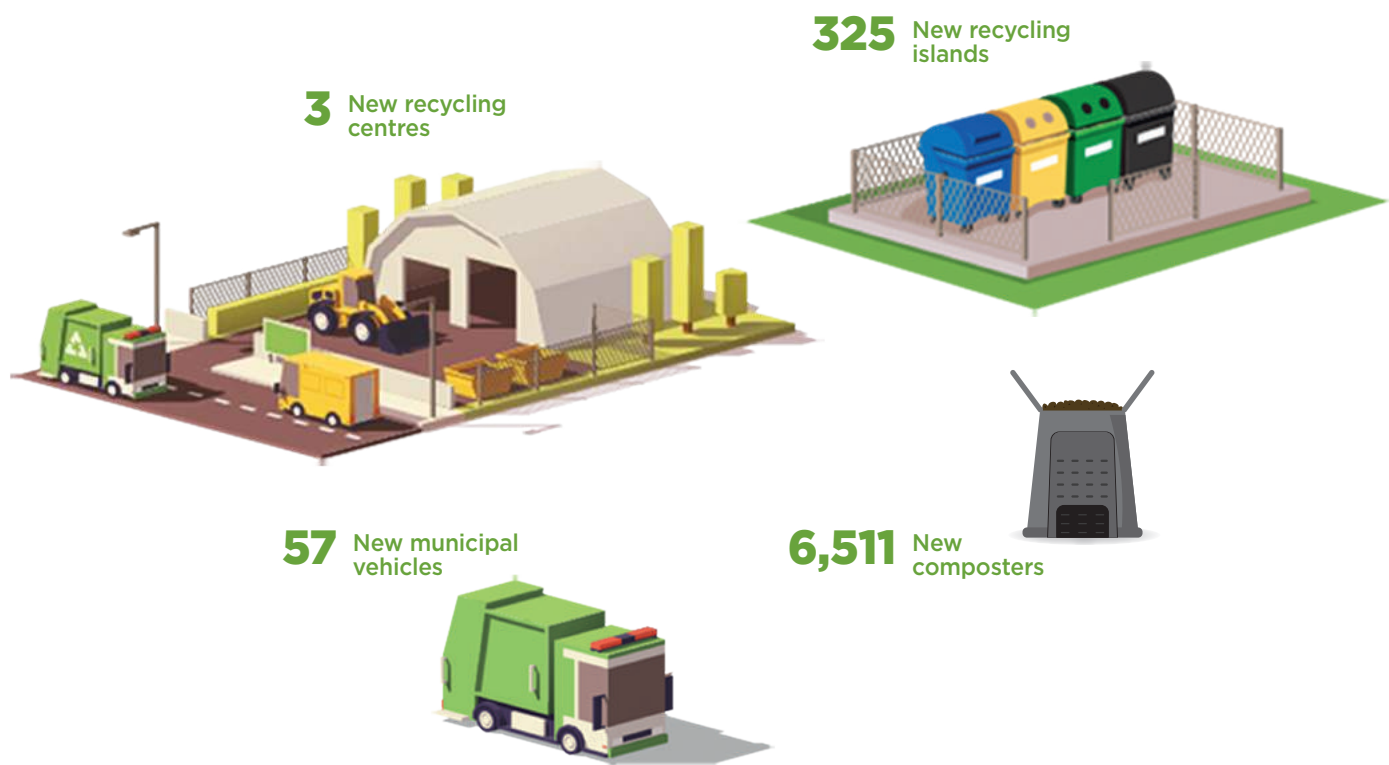 325 New recycling
islands
3 New recycling
centres
57 New municipal
vehicles
6,511 New
composters